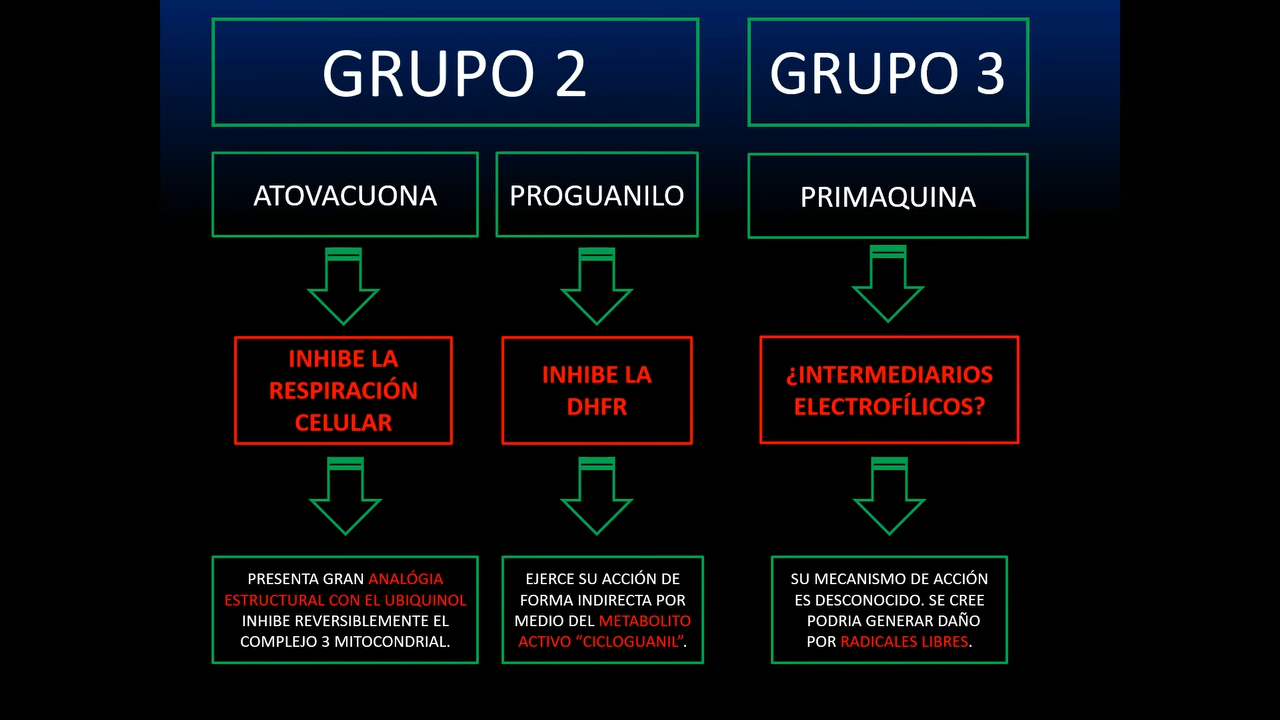 GRUPO 2
GRUPO 3
ATOVACUONA
PROGUANILO
PRIMAQUINA
INHIBE LA
RESPIRACIÓN
CELULAR
INHIBE LA
DHFR
¿INTERMEDIARIOS
ELECTROFÍLICOS?
PRESENTA GRAN ANALÓGIA
ESTRUCTURAL CON EL UBIQUINOL
INHIBE REVERSIBLEMENTE EL
COMPLEJO 3 MITOCONDRIAL.
EJERCE SU ACCIÓN DE
FORMA INDIRECTA POR
MEDIO DEL METABOLITO
ACTIVO “CICLOGUANIL”.
SU MECANISMO DE ACCIÓN
ES DESCONOCIDO. SE CREE
PODRIA GENERAR DAÑO
POR RADICALES LIBRES.